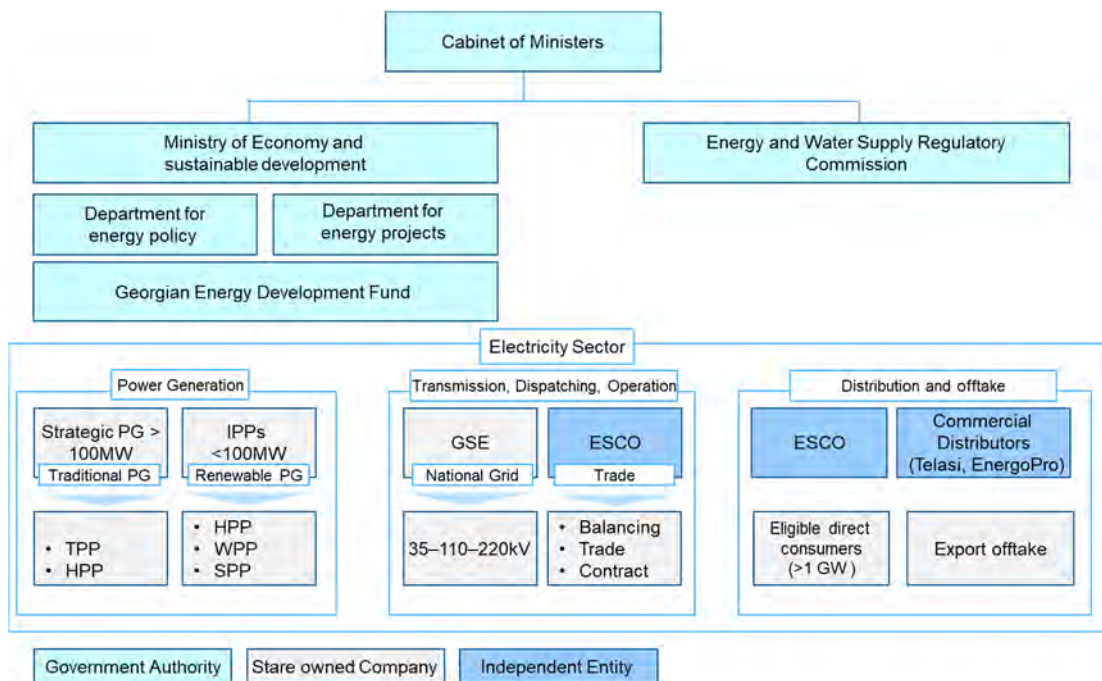 Cabinet of Ministers
Ministry of Economy and
sustainable development
Energy and Water Supply Regulatory
Commission
Department for
energy policy
Department for
energy projects
Georgian Energy Development Fund
Electricity Sector
Power Generation
Strategic PG >
100MW
Traditional PG
IPPs
<100MW
Renewable PG
• TPP
• HPP
• HPP
• WPP
• SPP
Transmission, Dispatching, Operation
GSE
National Grid
ESCO
Trade
35–110–220kV
• Balancing
• Trade
• Contract
Distribution and offtake
ESCO
Commercial
Distributors
(Telasi, EnergoPro)
Eligible direct
consumers
(>1 GW )
Export offtake
Government Authority
Stare owned Company
Independent Entity